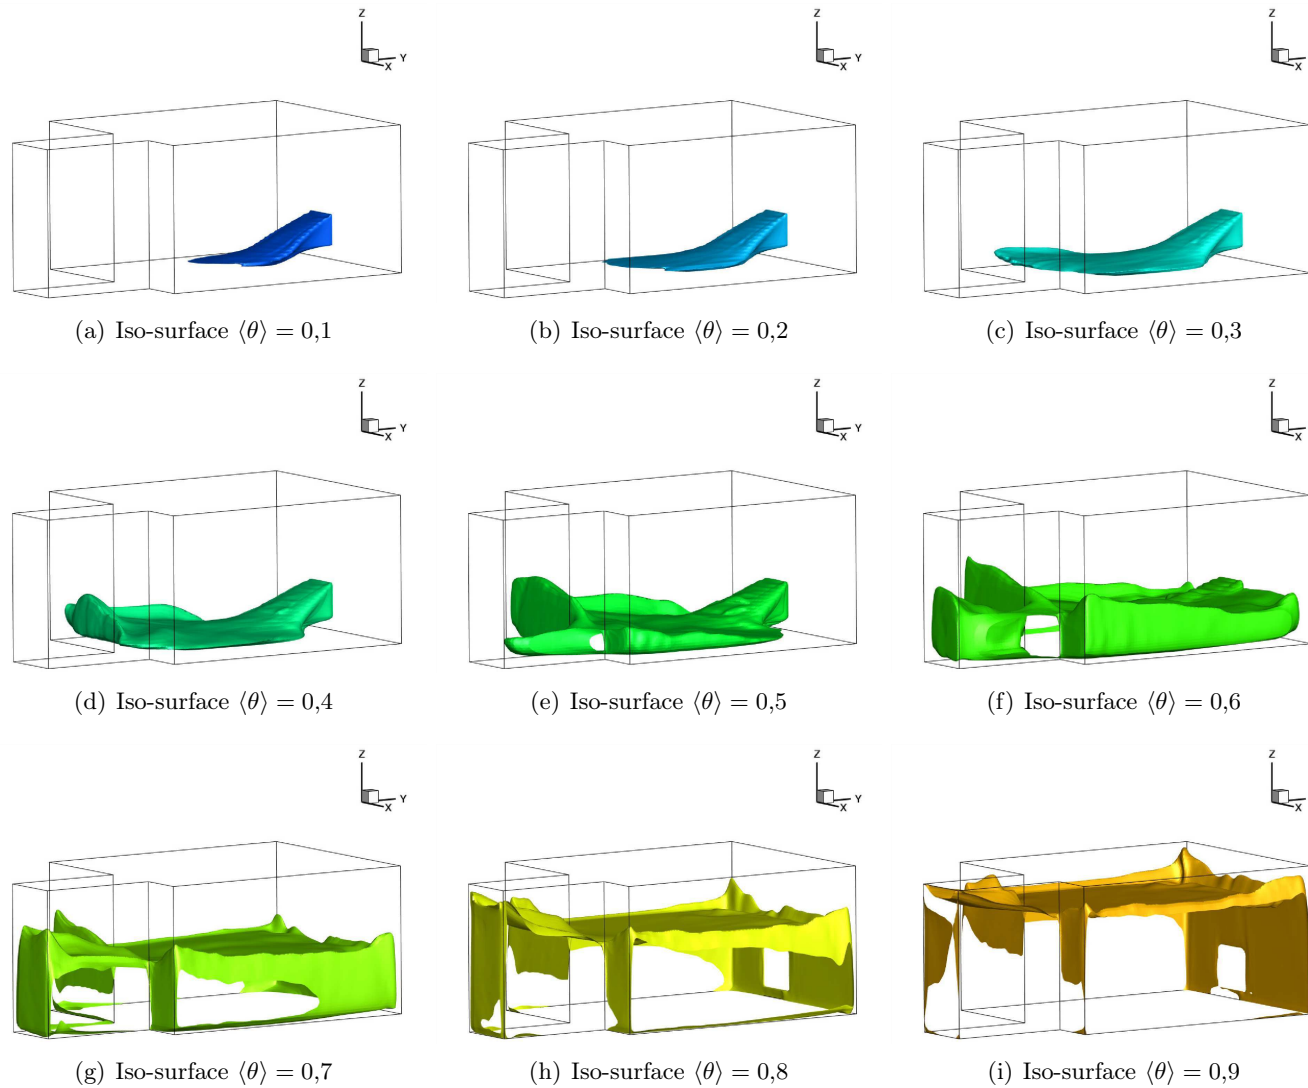 Z
Y
X
Z
Y
X
Z
X
(a) Iso-surface ⟨θ⟩ = 0,1
(b) Iso-surface ⟨θ⟩ = 0,2
(c) Iso-surface ⟨θ⟩ = 0,3
Z
Y
X
Z
Y
X
Z
X
(d) Iso-surface ⟨θ⟩ = 0,4
(e) Iso-surface ⟨θ⟩ = 0,5
(f) Iso-surface ⟨θ⟩ = 0,6
Z
Y
X
Z
Y
X
Z
X
(g) Iso-surface ⟨θ⟩ = 0,7
(h) Iso-surface ⟨θ⟩ = 0,8
(i) Iso-surface ⟨θ⟩ = 0,9